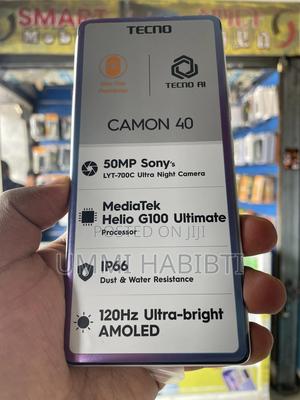 SMART
TECNO
TECNO AI
CAMON 40
50MP Sony's
LYT-700C Ultra Night Camera
MediaTek
Helio G100 Ultimate
Processor
POSTED ON JIJI
UMMI HABIBTI
IP66
Dust & Water Resistance
120Hz Ultra-bright
AMOLED